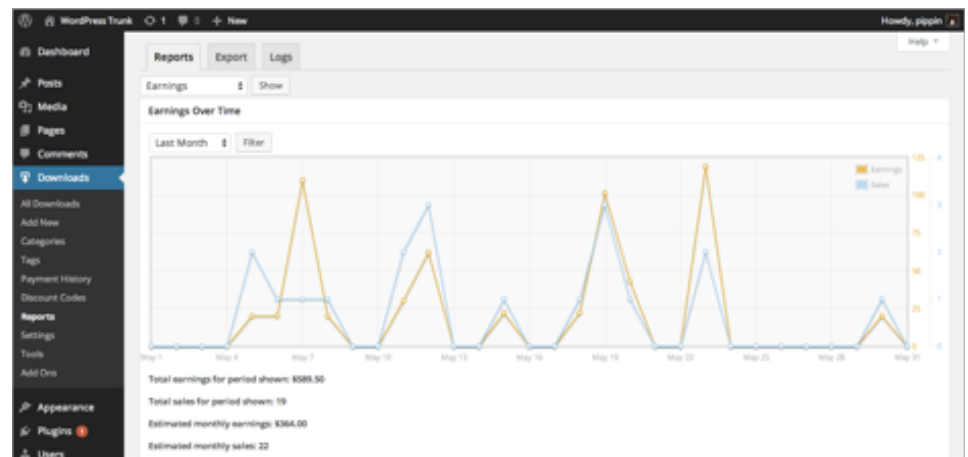 WordPress Trunk 1 0 + New Howdy, pippin
Help
Dashboard
Posts
Media
Pages
Comments
Downloads
All Downloads
Add New
Categories
Tags
Payment History
Discount Codes
Reports
Settings
Tools
Add Ons
Appearance
Plugins 1
Users
Reports Export Logs
Earnings Show
Earnings Over Time
Last Month Filter
Earnings
Sales
125 4
100
3
75
2
50
1
25
0 0
May 1 May 4 May 7 May 10 May 13 May 16 May 19 May 22 May 25 May 28 May 31
Total earnings for period shown: $589.50
Total sales for period shown: 19
Estimated monthly earnings: $364.00
Estimated monthly sales: 22